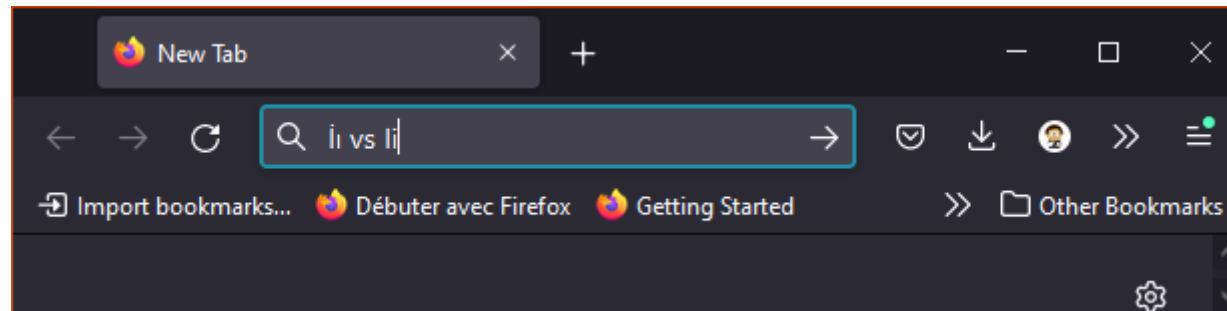 New Tab
İı vs Ii
Import bookmarks... Débuter avec Firefox Getting Started Other Bookmarks